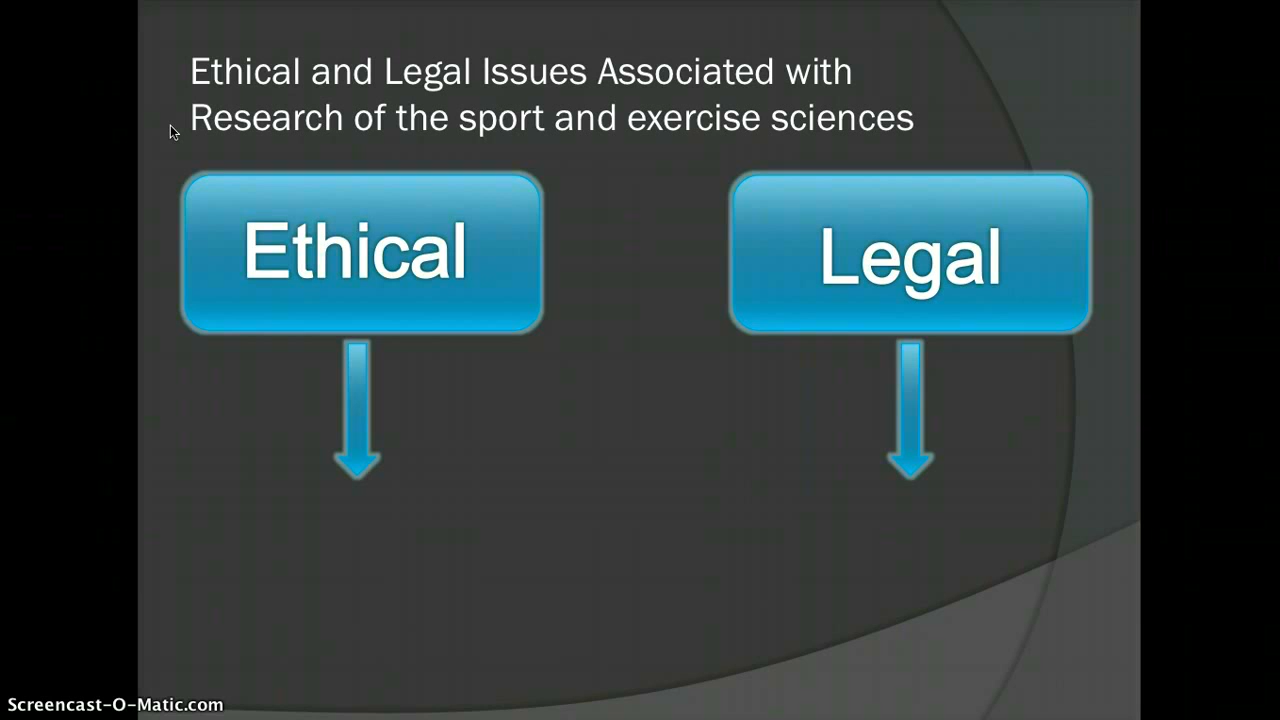 Ethical and Legal Issues Associated with
Research of the sport and exercise sciences
Ethical
Legal
Screencast-O-Matic.com